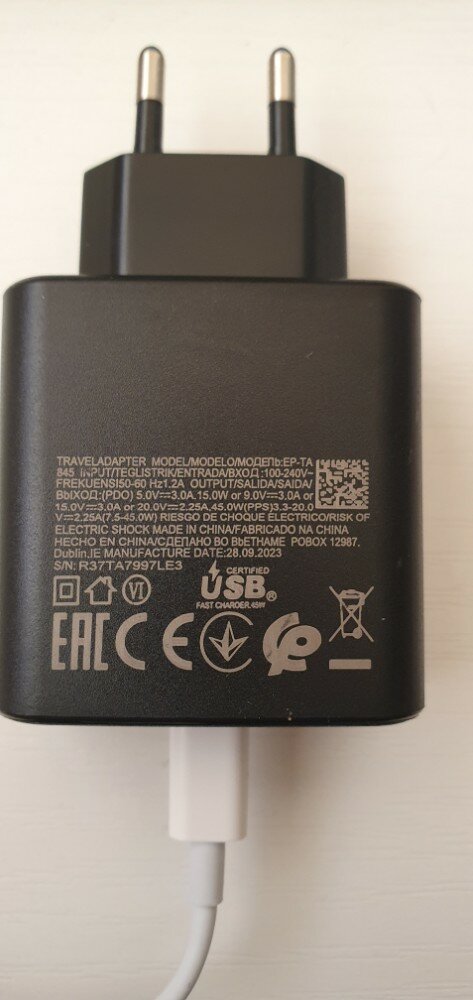 TRAVELADAPTER MODEL/MODELO/МОДЕЛЬ:EP-TA
845 INPUT/TEGLISTRIK/ENTRADA/ВХОД:100-240V~
FREKUENSI50-60 Hz1.2A OUTPUT/SALIDA/SAIDA/
ВЫХОД:(PDO) 5.0V⎓3.0A.15.0W or 9.0V⎓3.0A or
15.0V⎓3.0A or 20.0V⎓2.25A,45.0W(PPS)3.3-20.0
V⎓2.25A(7.5-45.0W) RIESGO DE CHOQUE ELECTRICO/RISK OF
ELECTRIC SHOCK MADE IN CHINA/FABRICADO NA CHINA
HECHO EN CHINA/СДЕЛАНО ВО ВЬЕТНАМЕ POBOX 12987.
Dublin.IE MANUFACTURE DATE:28.09.2023
S/N:R37TA7997LE3
VI
CERTIFIED
USB®
FAST CHARGER.45W
EAC CE